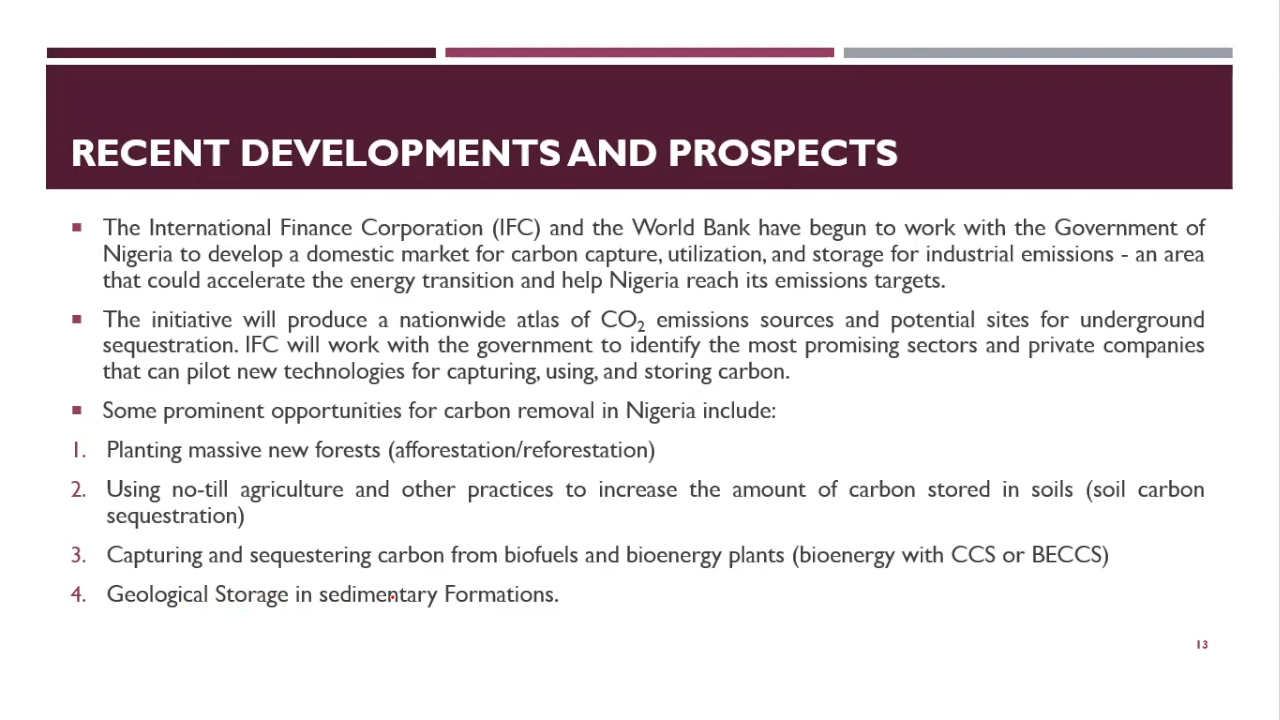 RECENT DEVELOPMENTS AND PROSPECTS
▪ The International Finance Corporation (IFC) and the World Bank have begun to work with the Government of
Nigeria to develop a domestic market for carbon capture, utilization, and storage for industrial emissions - an area
that could accelerate the energy transition and help Nigeria reach its emissions targets.
▪ The initiative will produce a nationwide atlas of CO₂ emissions sources and potential sites for underground
sequestration. IFC will work with the government to identify the most promising sectors and private companies
that can pilot new technologies for capturing, using, and storing carbon.
▪ Some prominent opportunities for carbon removal in Nigeria include:
1. Planting massive new forests (afforestation/reforestation)
2. Using no-till agriculture and other practices to increase the amount of carbon stored in soils (soil carbon
sequestration)
3. Capturing and sequestering carbon from biofuels and bioenergy plants (bioenergy with CCS or BECCS)
4. Geological Storage in sedimentary Formations.
13